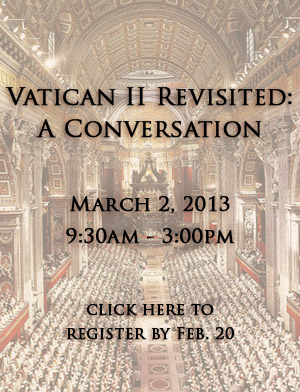 Vatican II Revisited:
A Conversation
March 2, 2013
9:30am - 3:00pm
click here to
register by Feb. 20